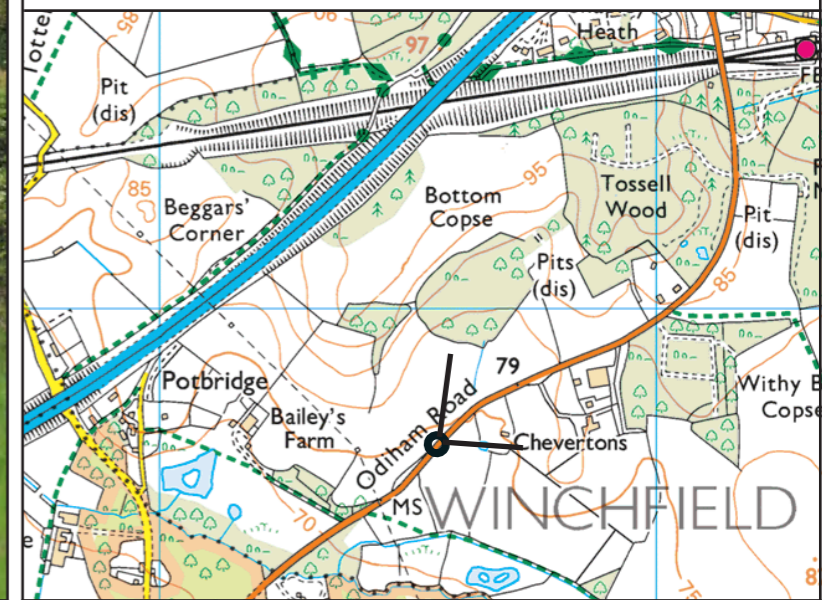 Heath
97
85
Pit
(dis)
85
Beggars'
Corner
Bottom
Copse
95
Tossell
Wood
Pit
(dis)
Pits
(dis)
85
79
Potbridge
Bailey's
Farm
Odiham Road
Chevertons
Withy
Copse
MS
WINCHFIELD
70